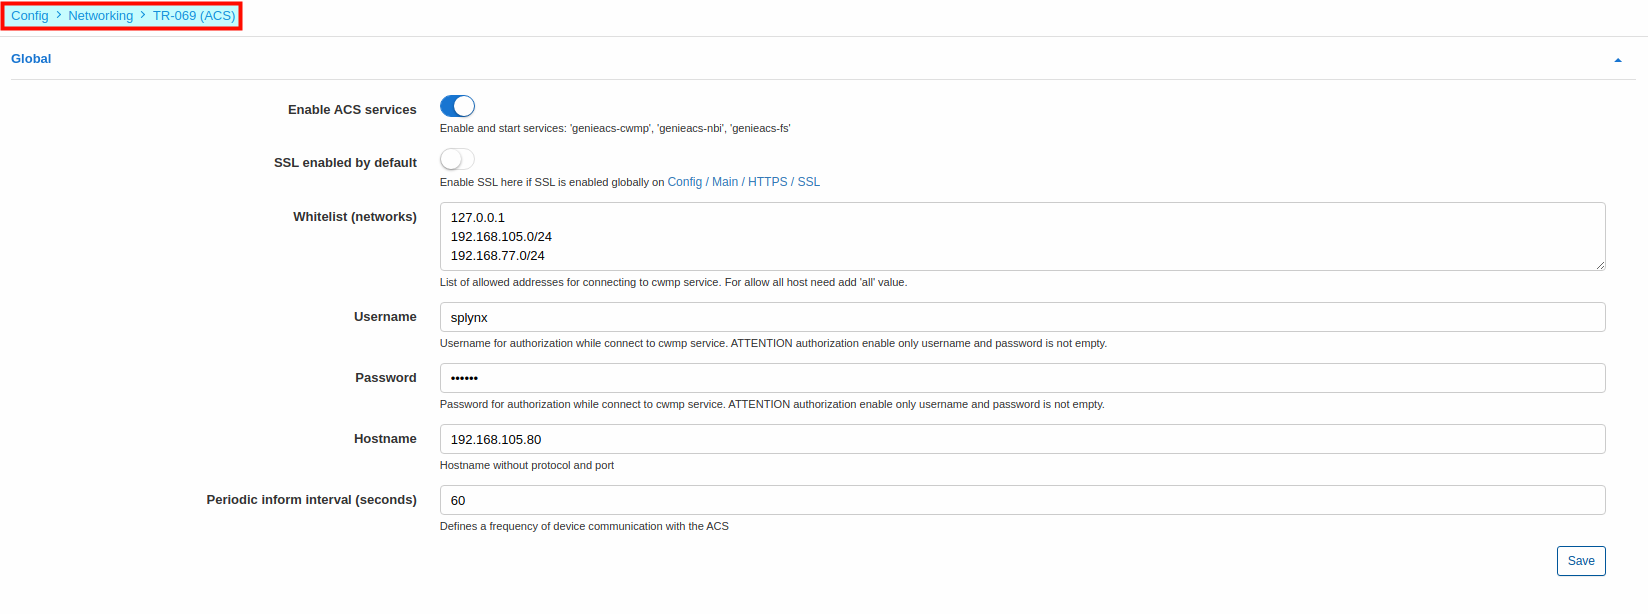 Config > Networking > TR-069 (ACS)
Global
Enable ACS services
Enable and start services: 'genieacs-cwmp', 'genieacs-nbi', 'genieacs-fs'
SSL enabled by default
Enable SSL here if SSL is enabled globally on Config / Main / HTTPS / SSL
Whitelist (networks)
127.0.0.1
192.168.105.0/24
192.168.77.0/24
List of allowed addresses for connecting to cwmp service. For allow all host need add 'all' value.
Username
splynx
Username for authorization while connect to cwmp service. ATTENTION authorization enable only username and password is not empty.
Password
••••••
Password for authorization while connect to cwmp service. ATTENTION authorization enable only username and password is not empty.
Hostname
192.168.105.80
Hostname without protocol and port
Periodic inform interval (seconds)
60
Defines a frequency of device communication with the ACS
Save